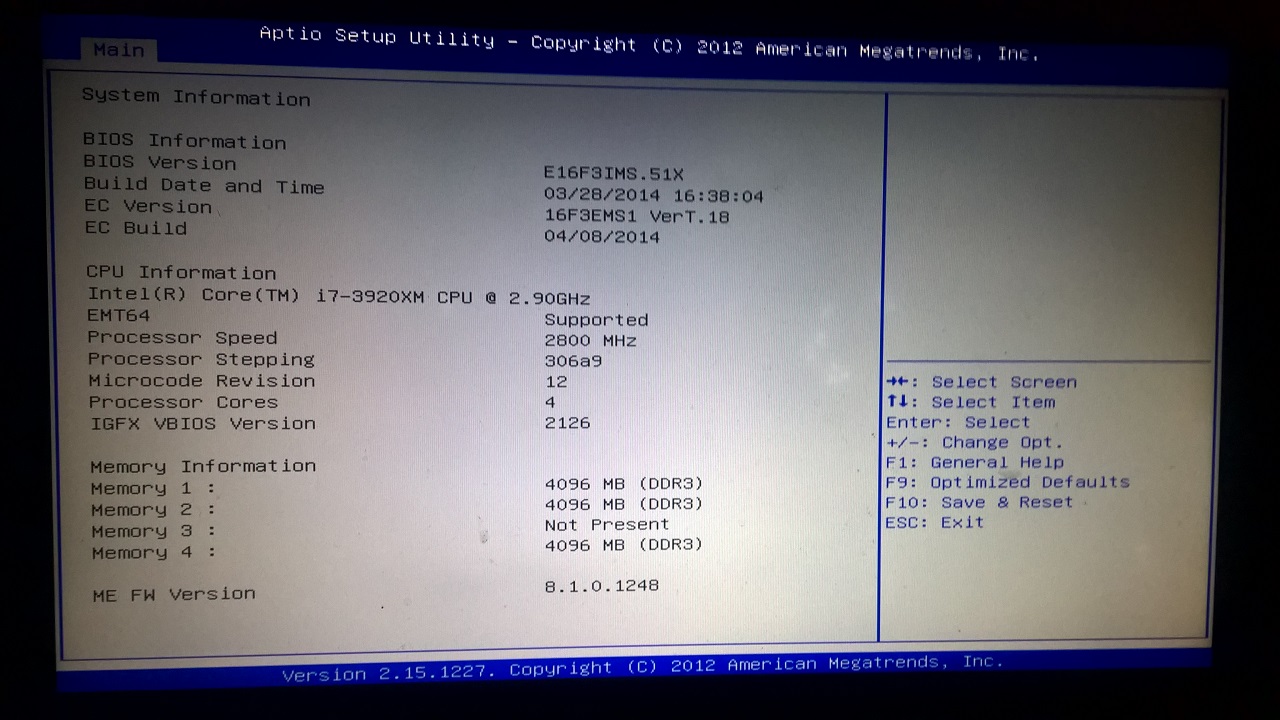 Aptio Setup Utility - Copyright (C) 2012 American Megatrends, Inc.
Main
System Information
BIOS Information
BIOS Version E16F3IMS.51X
Build Date and Time 03/28/2014 16:38:04
EC Version 16F3EMS1 VerT.18
EC Build 04/08/2014
CPU Information
Intel(R) Core(TM) i7-3920XM CPU @ 2.90GHz
EMT64 Supported
Processor Speed 2800 MHz
Processor Stepping 306a9
Microcode Revision 12
Processor Cores 4
IGFX VBIOS Version 2126
Memory Information
Memory 1 : 4096 MB (DDR3)
Memory 2 : 4096 MB (DDR3)
Memory 3 : Not Present
Memory 4 : 4096 MB (DDR3)
ME FW Version 8.1.0.1248
→←: Select Screen
↑↓: Select Item
Enter: Select
+/-: Change Opt.
F1: General Help
F9: Optimized Defaults
F10: Save & Reset
ESC: Exit
Version 2.15.1227. Copyright (C) 2012 American Megatrends, Inc.